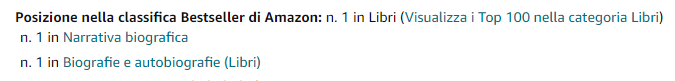 Posizione nella classifica Bestseller di Amazon: n. 1 in Libri (Visualizza i Top 100 nella categoria Libri)
n. 1 in Narrativa biografica
n. 1 in Biografie e autobiografie (Libri)